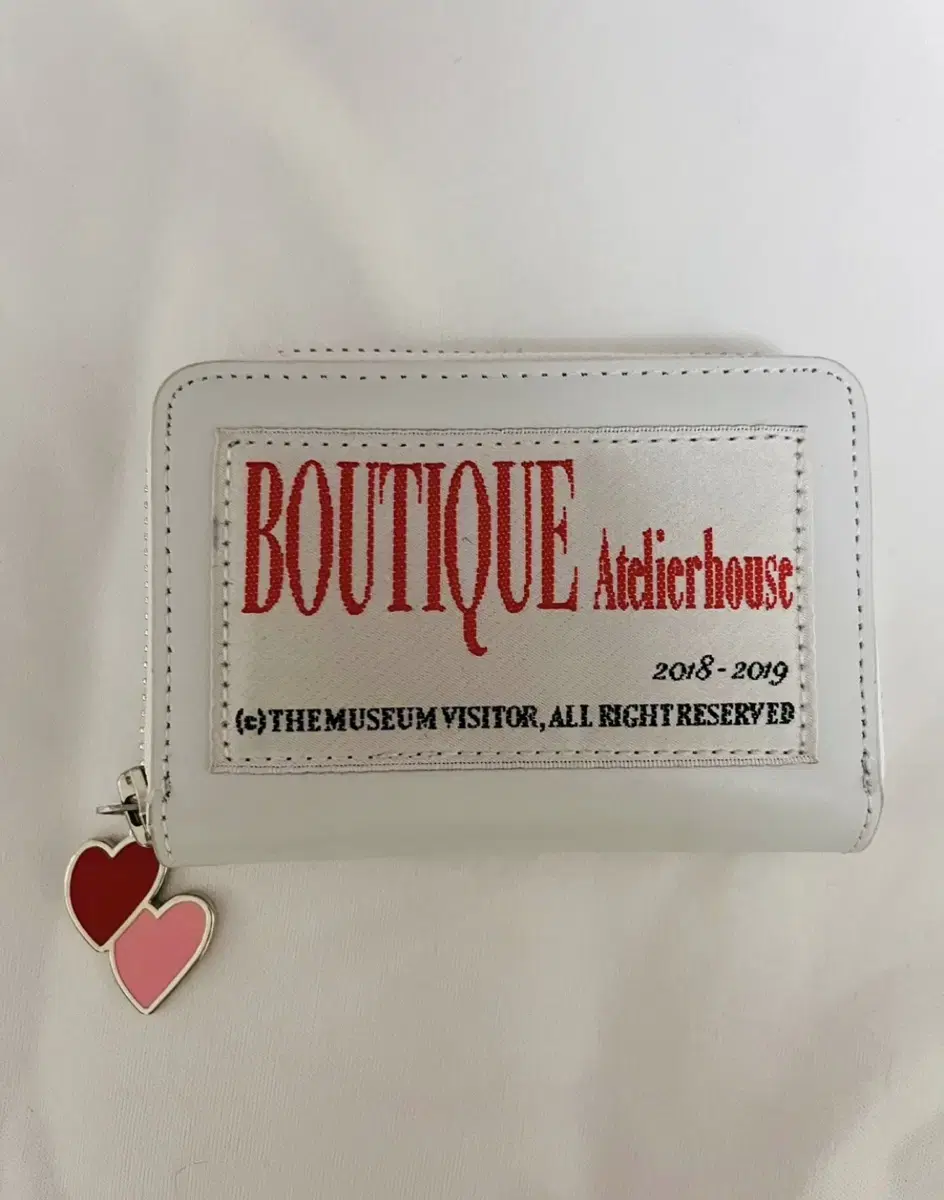 BOUTIQUE Atelierhouse
2018-2019
(c) THE MUSEUM VISITOR, ALL RIGHT RESERVED